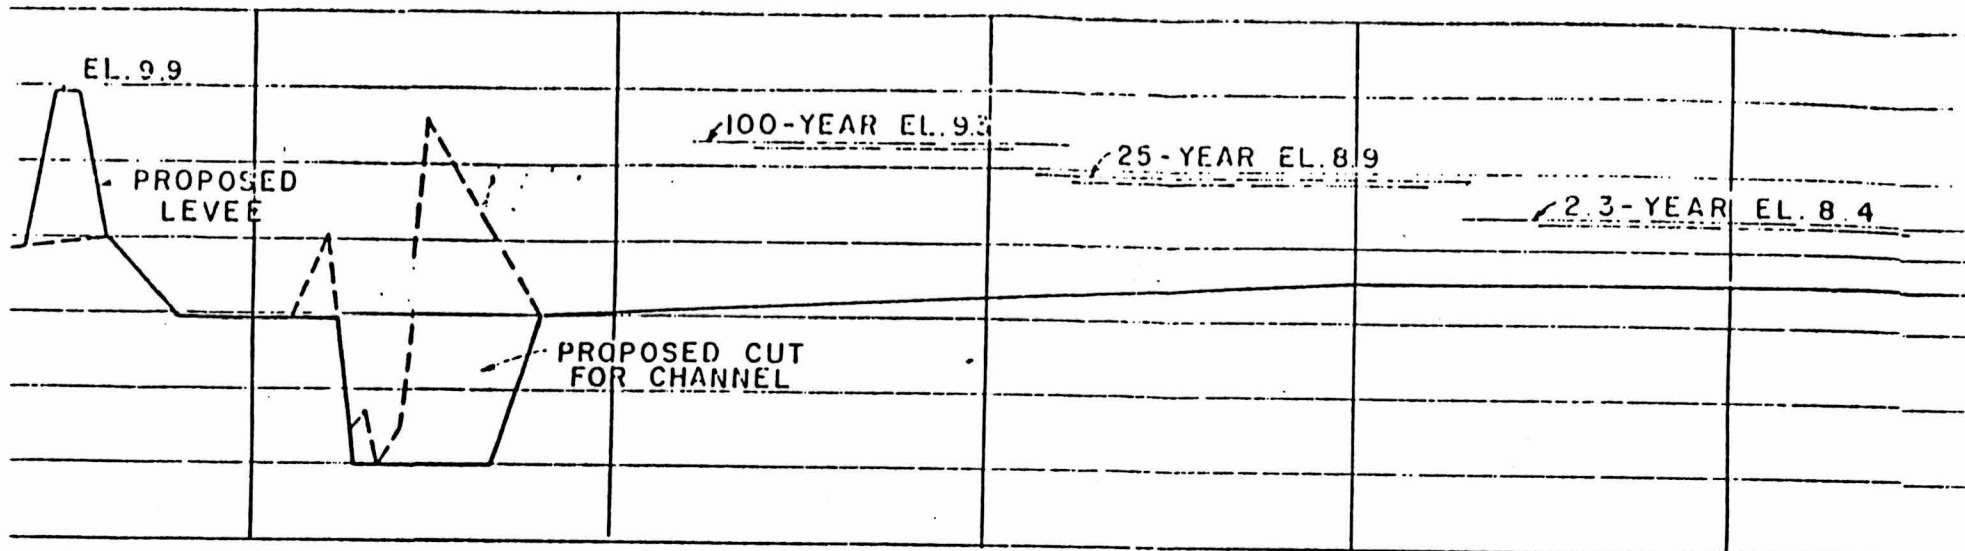 EL. 9.9
100-YEAR EL. 9.3
25-YEAR EL. 8.9
PROPOSED
LEVEE
2.3-YEAR EL. 8.4
PROPOSED CUT
FOR CHANNEL